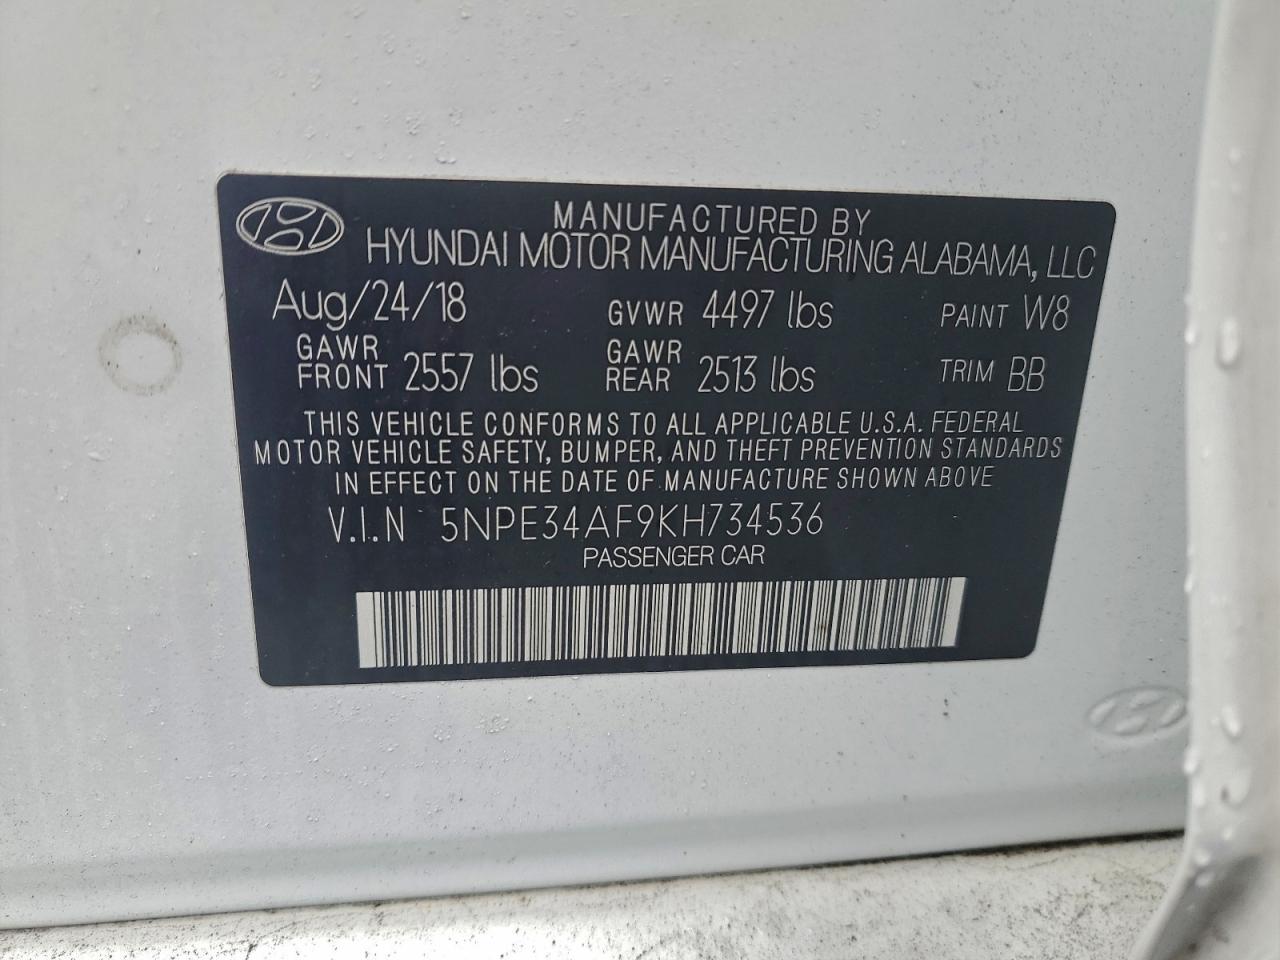 MANUFACTURED BY
HYUNDAI MOTOR MANUFACTURING ALABAMA, LLC
Aug/24/18 GVWR 4497 lbs PAINT W8
GAWR FRONT 2557 lbs GAWR REAR 2513 lbs TRIM BB
THIS VEHICLE CONFORMS TO ALL APPLICABLE U.S.A. FEDERAL
MOTOR VEHICLE SAFETY, BUMPER, AND THEFT PREVENTION STANDARDS
IN EFFECT ON THE DATE OF MANUFACTURE SHOWN ABOVE
V.I.N 5NPE34AF9KH734536
PASSENGER CAR